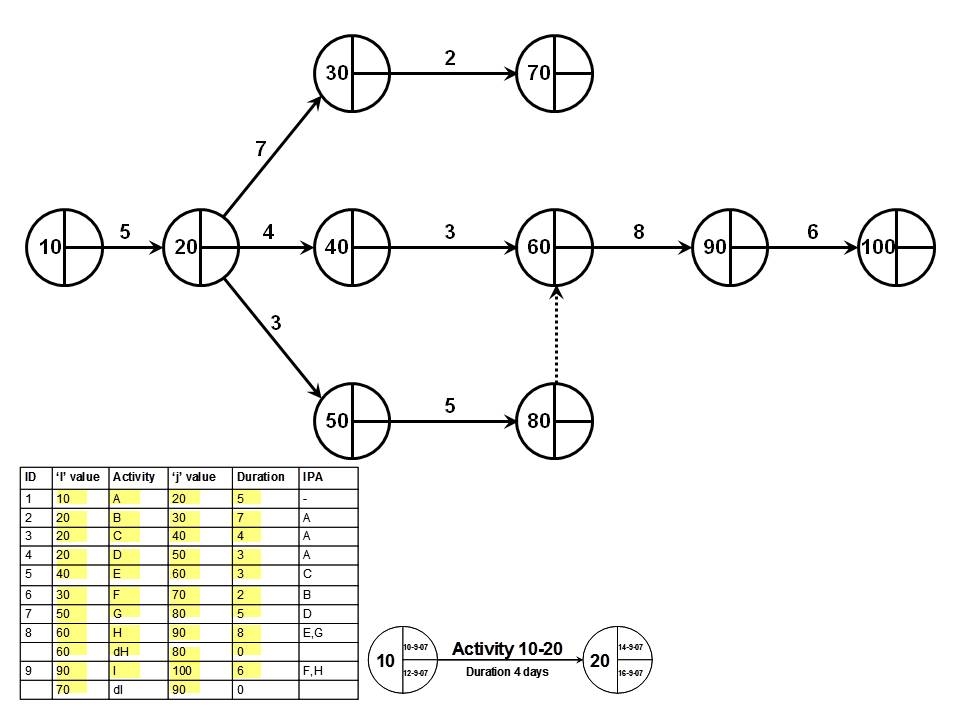 30 2 70
7
10 5 20 4 40 3 60 8 90 6 100
3
50 5 80
ID ‘I’ value Activity ‘j’ value Duration IPA
1 10 A 20 5 -
2 20 B 30 7 A
3 20 C 40 4 A
4 20 D 50 3 A
5 40 E 60 3 C
6 30 F 70 2 B
7 50 G 80 5 D
8 60 H 90 8 E,G
60 dH 80 0
9 90 I 100 6 F,H
70 dI 90 0
10 10-9-07 12-9-07
Activity 10-20
Duration 4 days
20 14-9-07 16-9-07